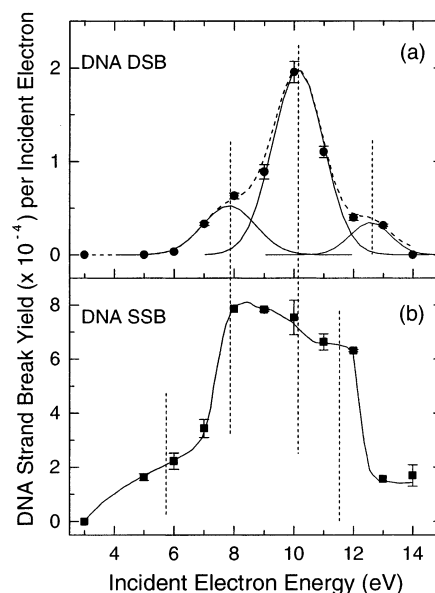 DNA Strand Break Yield (x 10⁻⁴) per Incident Electron
DNA DSB
(a)
2
1
0
DNA SSB
(b)
8
6
4
2
0
4 6 8 10 12 14
Incident Electron Energy (eV)